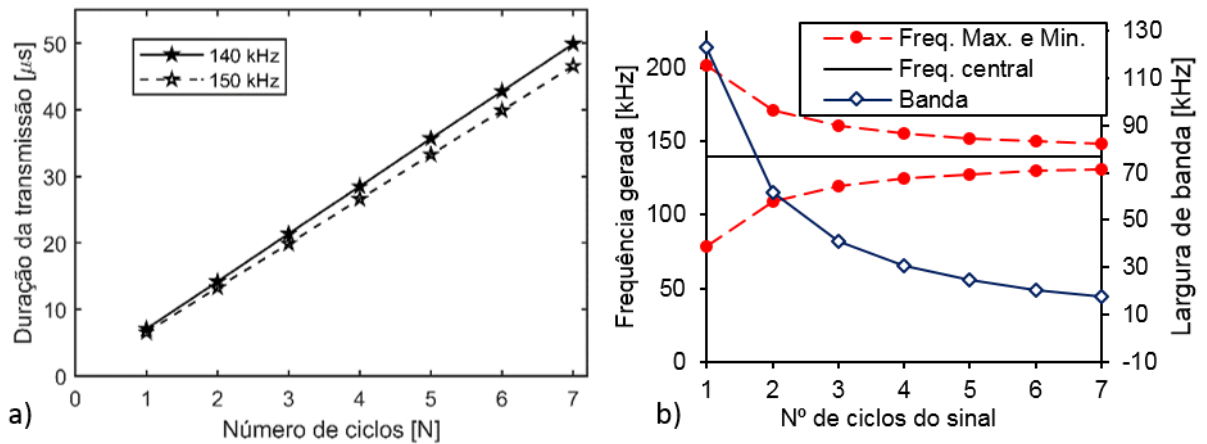 Duração da transmissão [µs]
50
40
30
20
10
0
140 kHz
150 kHz
0 1 2 3 4 5 6 7
Número de ciclos [N]
a)
Frequência gerada [kHz]
200
150
100
50
0
Freq. Max. e Min.
Freq. central
Banda
130
110
90
70
50
30
10
-10
Largura de banda [kHz]
1 2 3 4 5 6 7
Nº de ciclos do sinal
b)